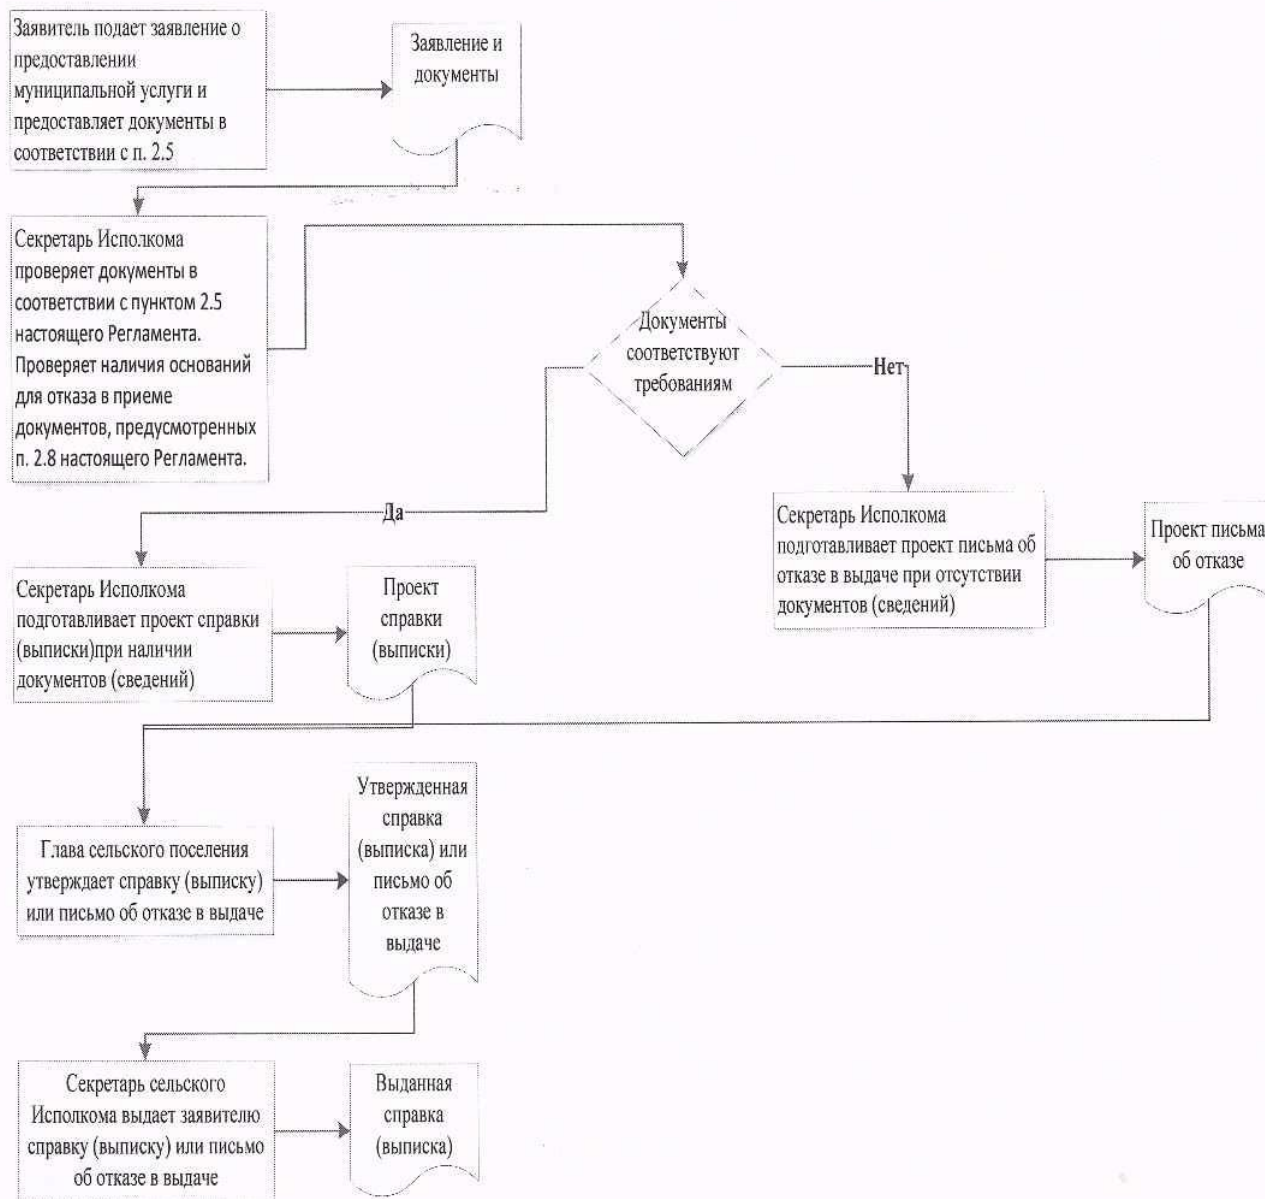 Заявитель подает заявление о
предоставлении
муниципальной услуги и
предоставляет документы в
соответствии с п. 2.5
Заявление и
документы
Секретарь Исполкома
проверяет документы в
соответствии с пунктом 2.5
настоящего Регламента.
Проверяет наличия оснований
для отказа в приеме
документов, предусмотренных
п. 2.8 настоящего Регламента.
Документы
соответствуют
требованиям
Нет
Да
Секретарь Исполкома
подготавливает проект письма об
отказе в выдаче при отсутствии
документов (сведений)
Проект письма
об отказе
Секретарь Исполкома
подготавливает проект справки
(выписки)при наличии
документов (сведений)
Проект
справки
(выписки)
Глава сельского поселения
утверждает справку (выписку)
или письмо об отказе в выдаче
Утвержденная
справка
(выписка) или
письмо об
отказе в
выдаче
Секретарь сельского
Исполкома выдает заявителю
справку (выписку) или письмо
об отказе в выдаче
Выданная
справка
(выписка)